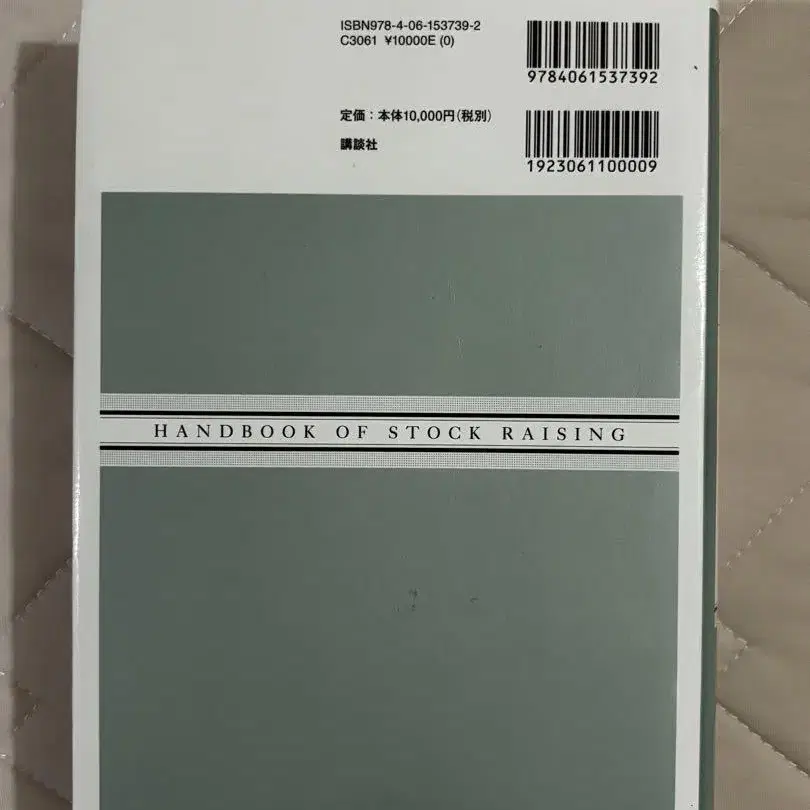 ISBN978-4-06-153739-2
C3061 ¥10000E (0)
9784061537392
定価：本体10,000円(税別)
講談社
1923061100009
HANDBOOK OF STOCK RAISING